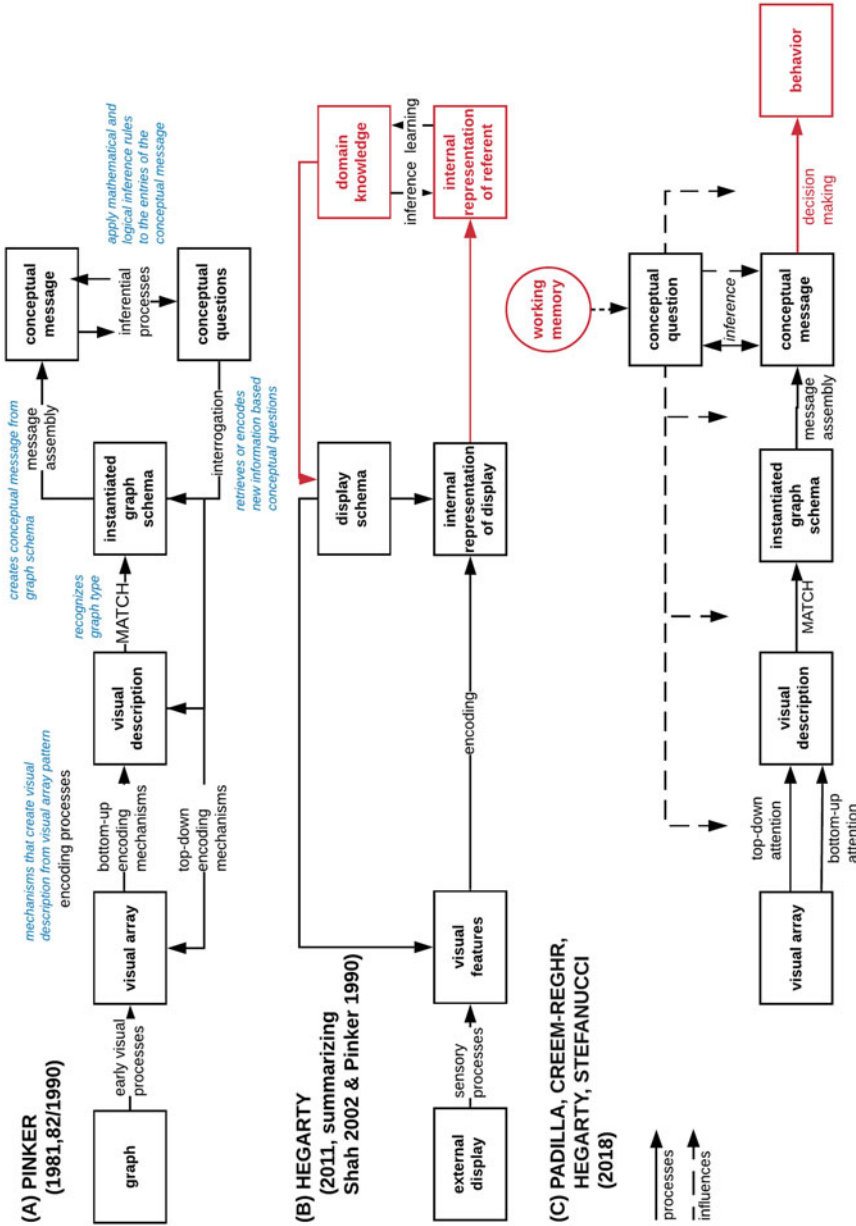 (A) PINKER
(1981,82/1990)
graph
early visual
processes
visual array
mechanisms that create visual
description from visual array pattern
encoding processes
bottom-up
encoding
mechanisms
top-down
encoding
mechanisms
visual
description
recognizes
graph type
MATCH
instantiated
graph
schema
creates conceptual message from
graph schema
message
assembly
conceptual
message
inferential
processes
apply mathematical and
logical inference rules
to the entries of the
conceptual message
conceptual
questions
interrogation
retrieves or encodes
new information based
conceptual questions
(B) HEGARTY
(2011, summarizing
Shah 2002 & Pinker 1990)
external
display
sensory
processes
visual
features
encoding
display
schema
internal
representation
of display
domain
knowledge
inference
learning
internal
representation
of referent
(C) PADILLA, CREEM-REGHR,
HEGARTY, STEFANUCCI
(2018)
processes
influences
visual array
top-down
attention
bottom-up
attention
visual
description
MATCH
instantiated
graph
schema
message
assembly
working
memory
conceptual
question
inference
conceptual
message
decision
making
behavior